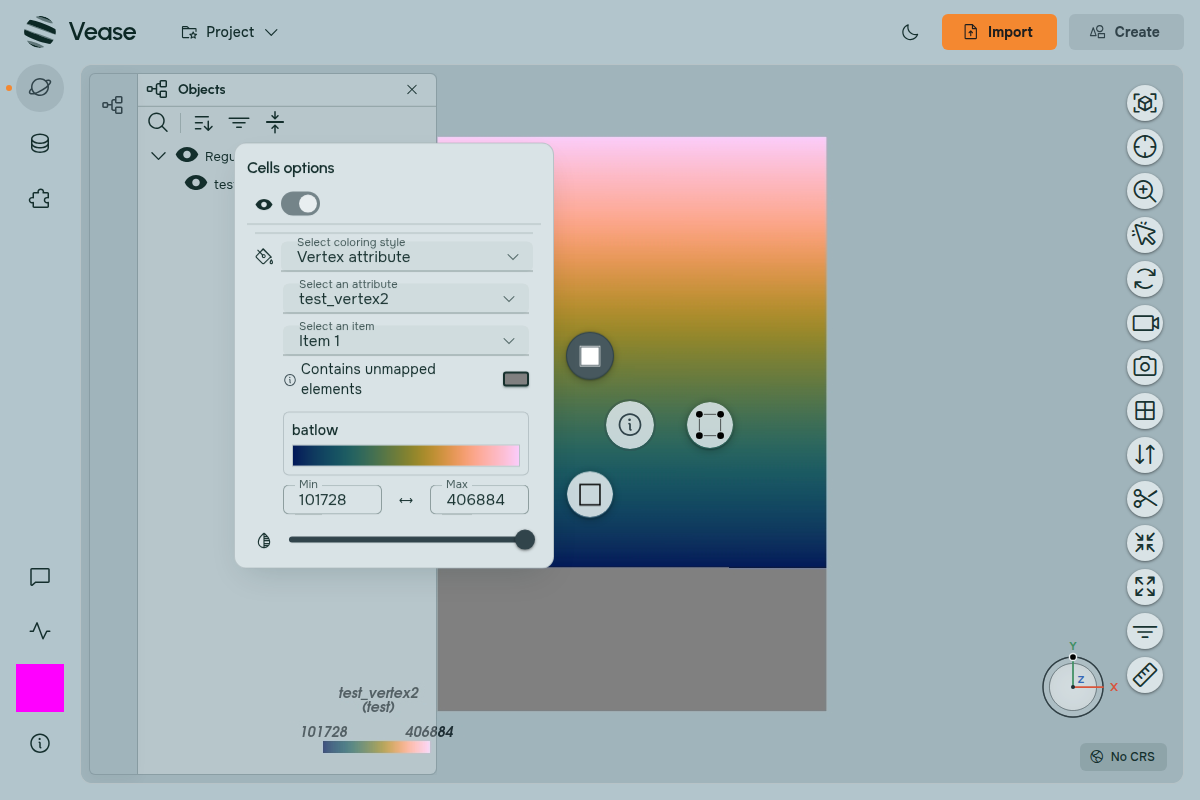 Vease
Project
Import
Create
Objects
Regu
tes
Cells options
Select coloring style
Vertex attribute
Select an attribute
test_vertex2
Select an item
Item 1
Contains unmapped
elements
batlow
Min
101728
Max
406884
test_vertex2
(test)
101728
406884
Y
Z
X
No CRS